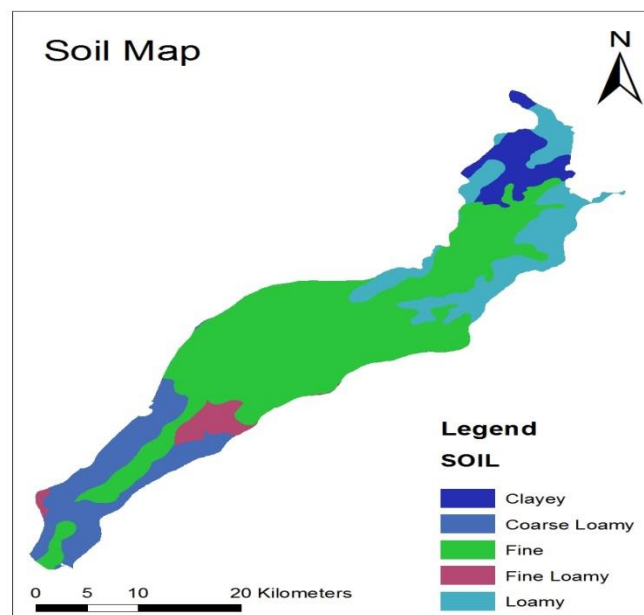 Soil Map
N
Legend
SOIL
Clayey
Coarse Loamy
Fine
Fine Loamy
Loamy
0 5 10 20 Kilometers